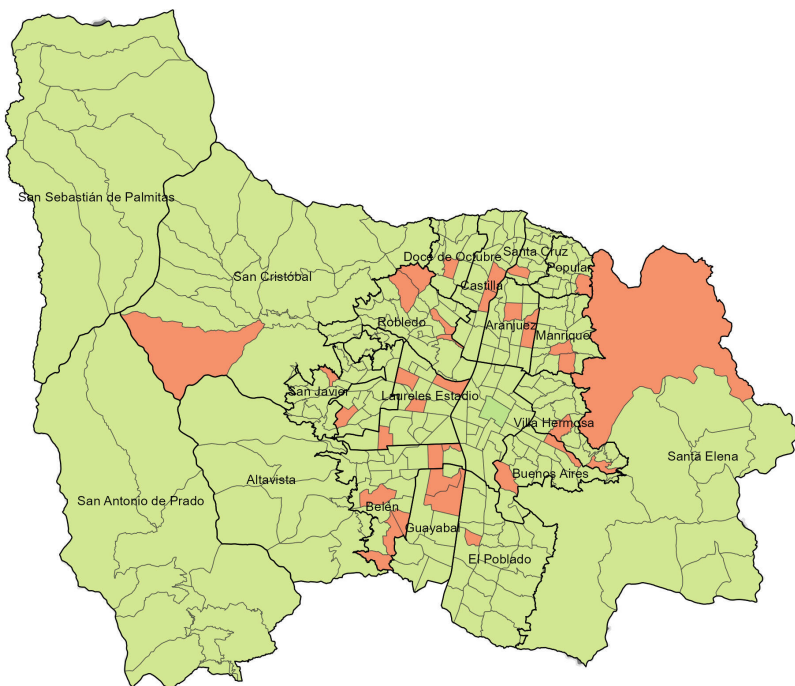 San Sebastián de Palmitas
San Cristóbal
Doce de Octubre
Santa Cruz
Popular
Castilla
Robledo
Aranjuez
Manrique
San Javier
Laureles Estadio
Villa Hermosa
Santa Elena
Buenos Aires
Altavista
San Antonio de Prado
Belén
Guayabal
El Poblado